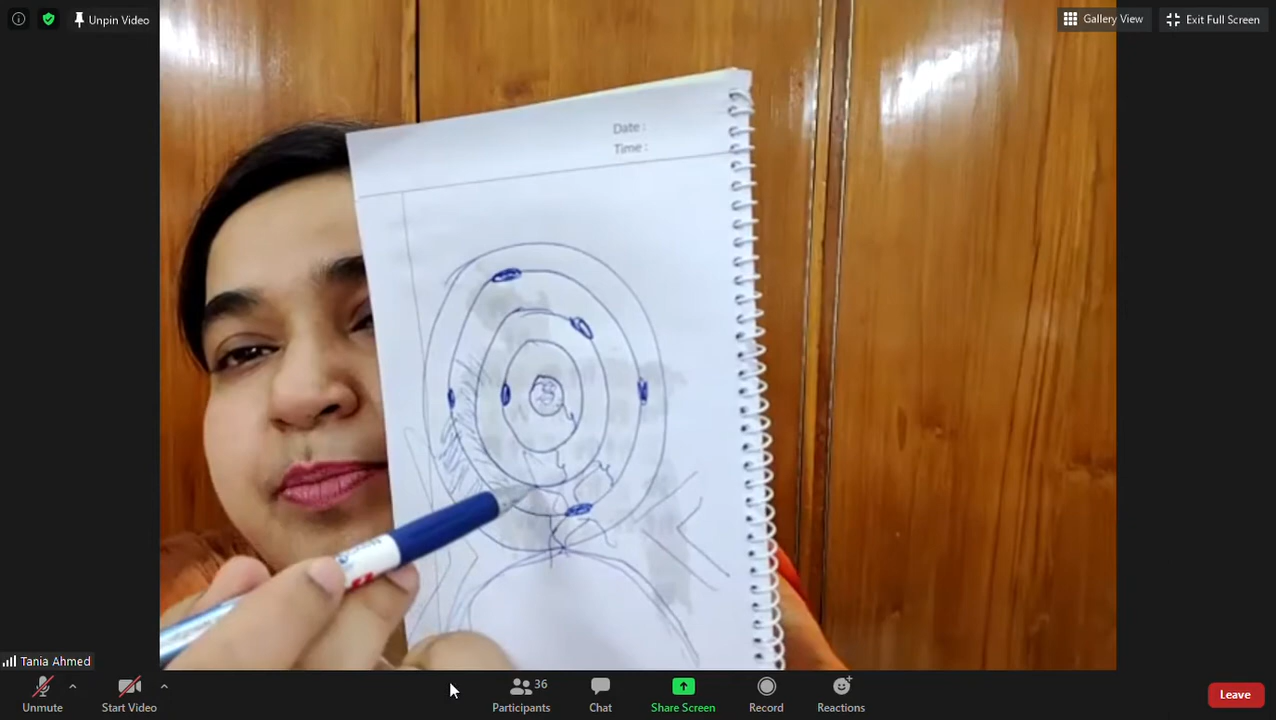 Unpin Video
Gallery View
Exit Full Screen
Date :
Time :
Tania Ahmed
Unmute
Start Video
36
Participants
Chat
Share Screen
Record
Reactions
Leave